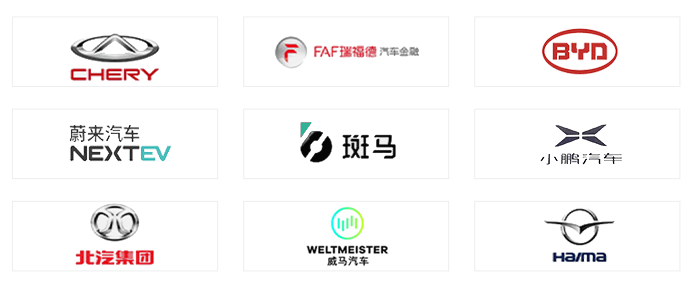 CHERY
FAF瑞福德 汽车金融
BYD
蔚来汽车
NEXTEV
斑马
小鹏汽车
北汽集团
WELTMEISTER
威马汽车
HAIMA